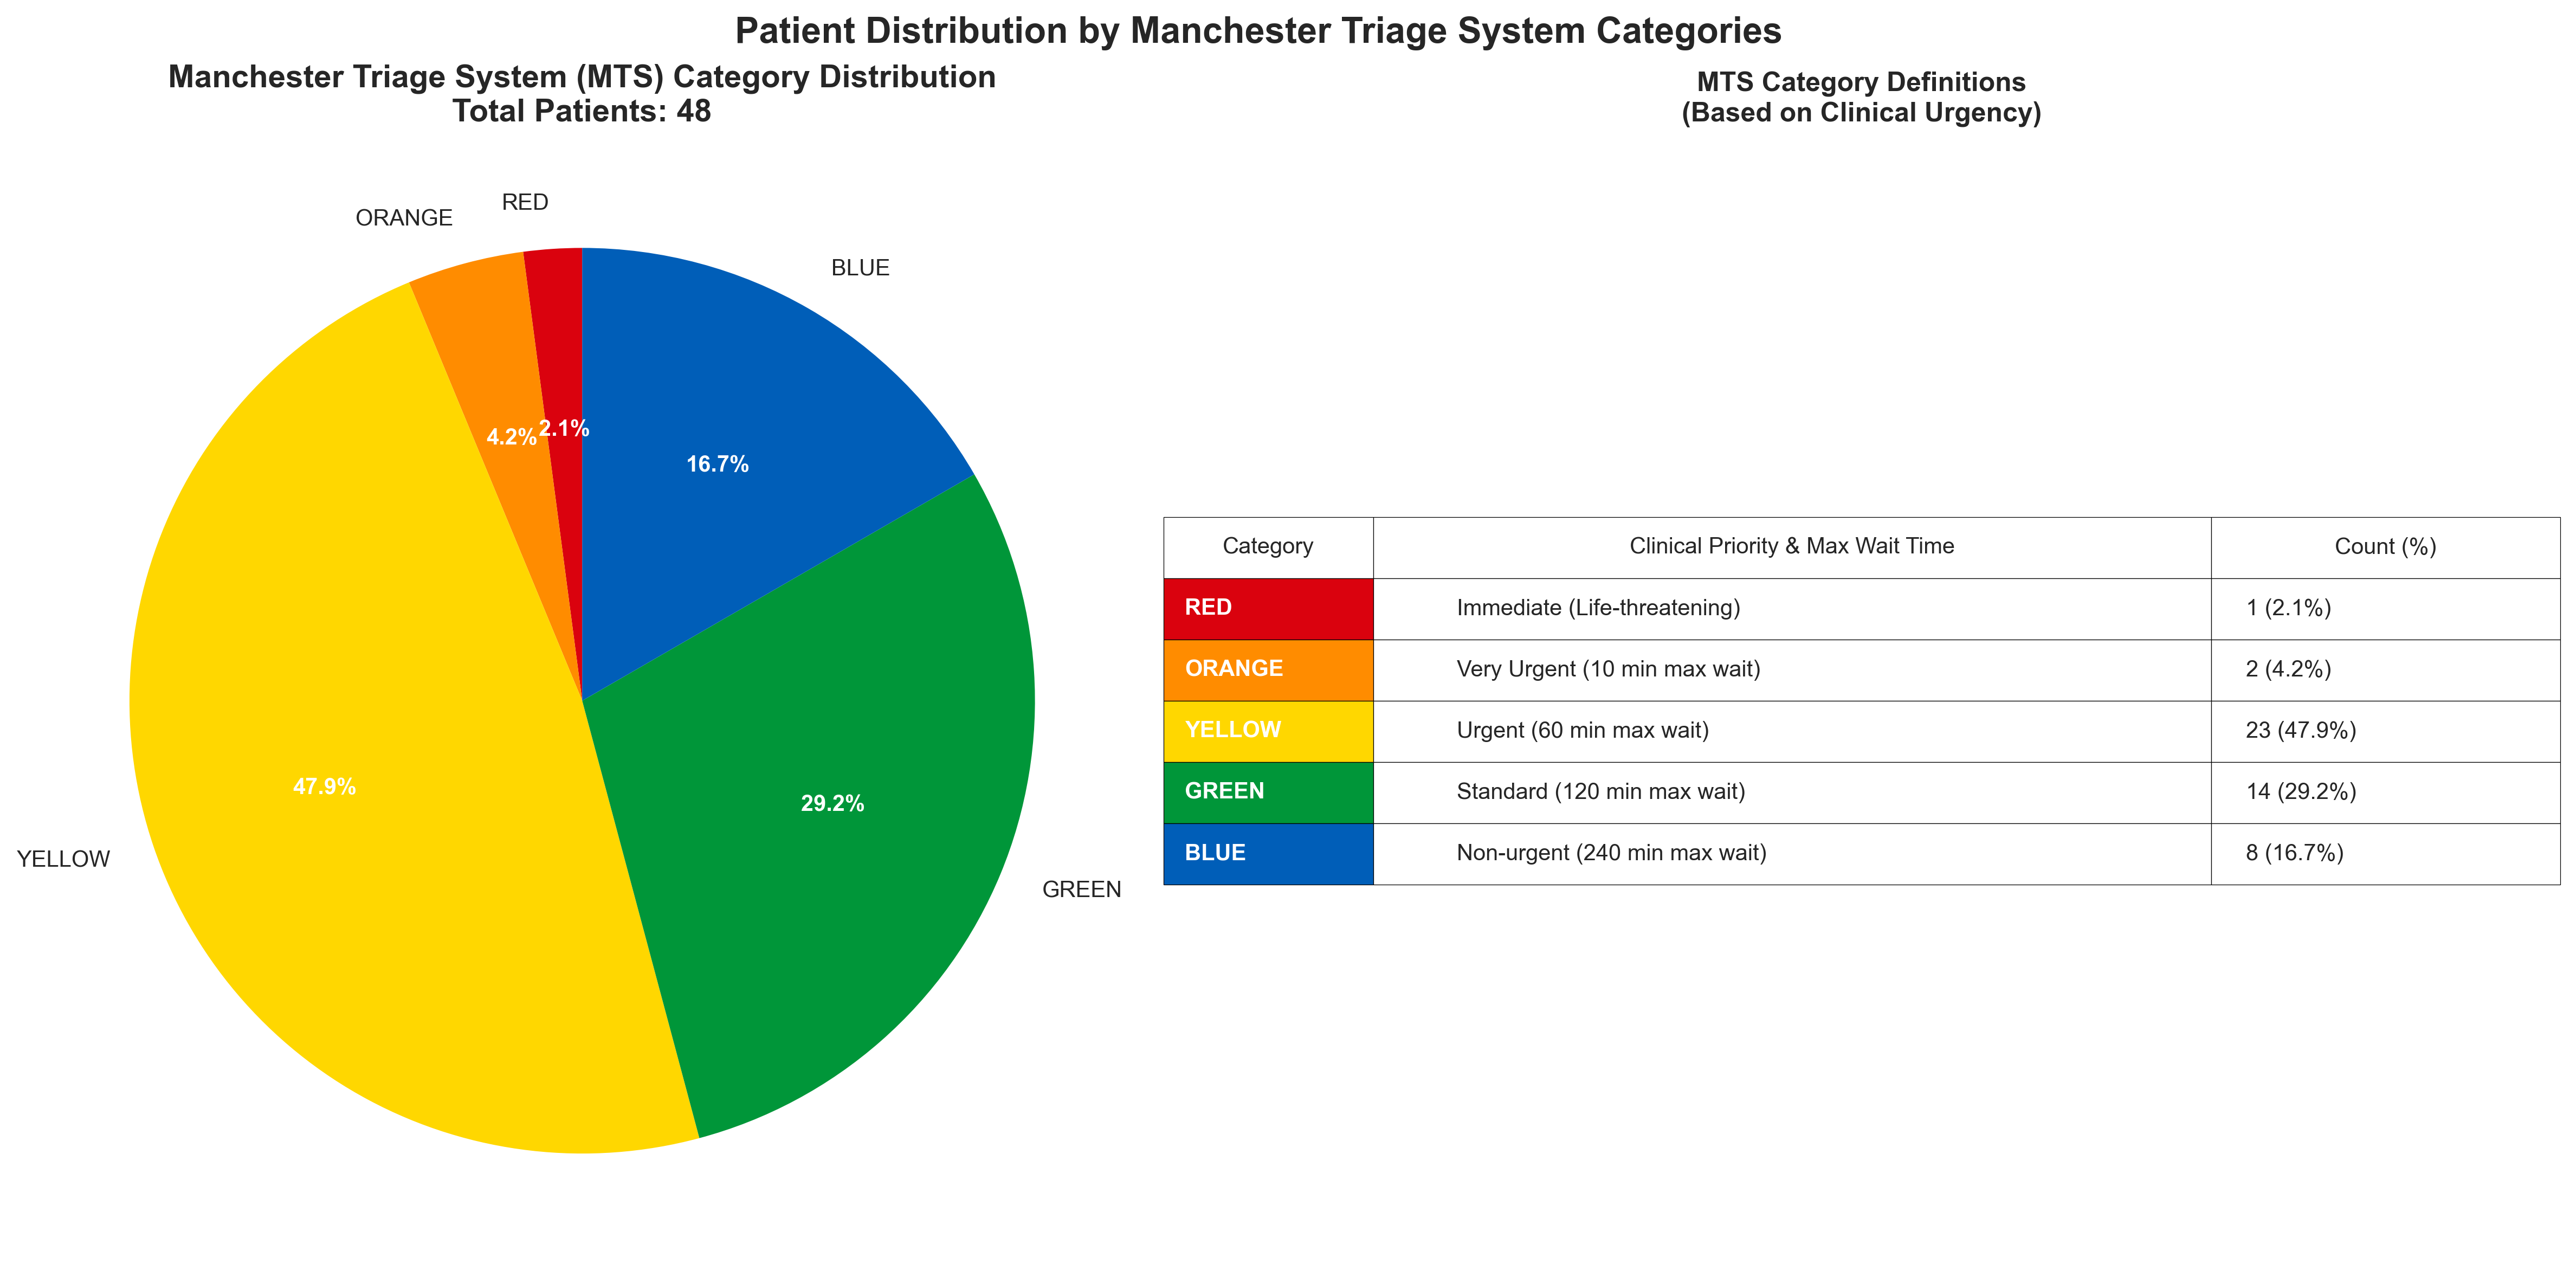 Patient Distribution by Manchester Triage System Categories
Manchester Triage System (MTS) Category Distribution
Total Patients: 48
RED
ORANGE
BLUE
2.1%
4.2%
16.7%
47.9%
29.2%
YELLOW
GREEN
MTS Category Definitions
(Based on Clinical Urgency)
Category Clinical Priority & Max Wait Time Count (%)
RED Immediate (Life-threatening) 1 (2.1%)
ORANGE Very Urgent (10 min max wait) 2 (4.2%)
YELLOW Urgent (60 min max wait) 23 (47.9%)
GREEN Standard (120 min max wait) 14 (29.2%)
BLUE Non-urgent (240 min max wait) 8 (16.7%)